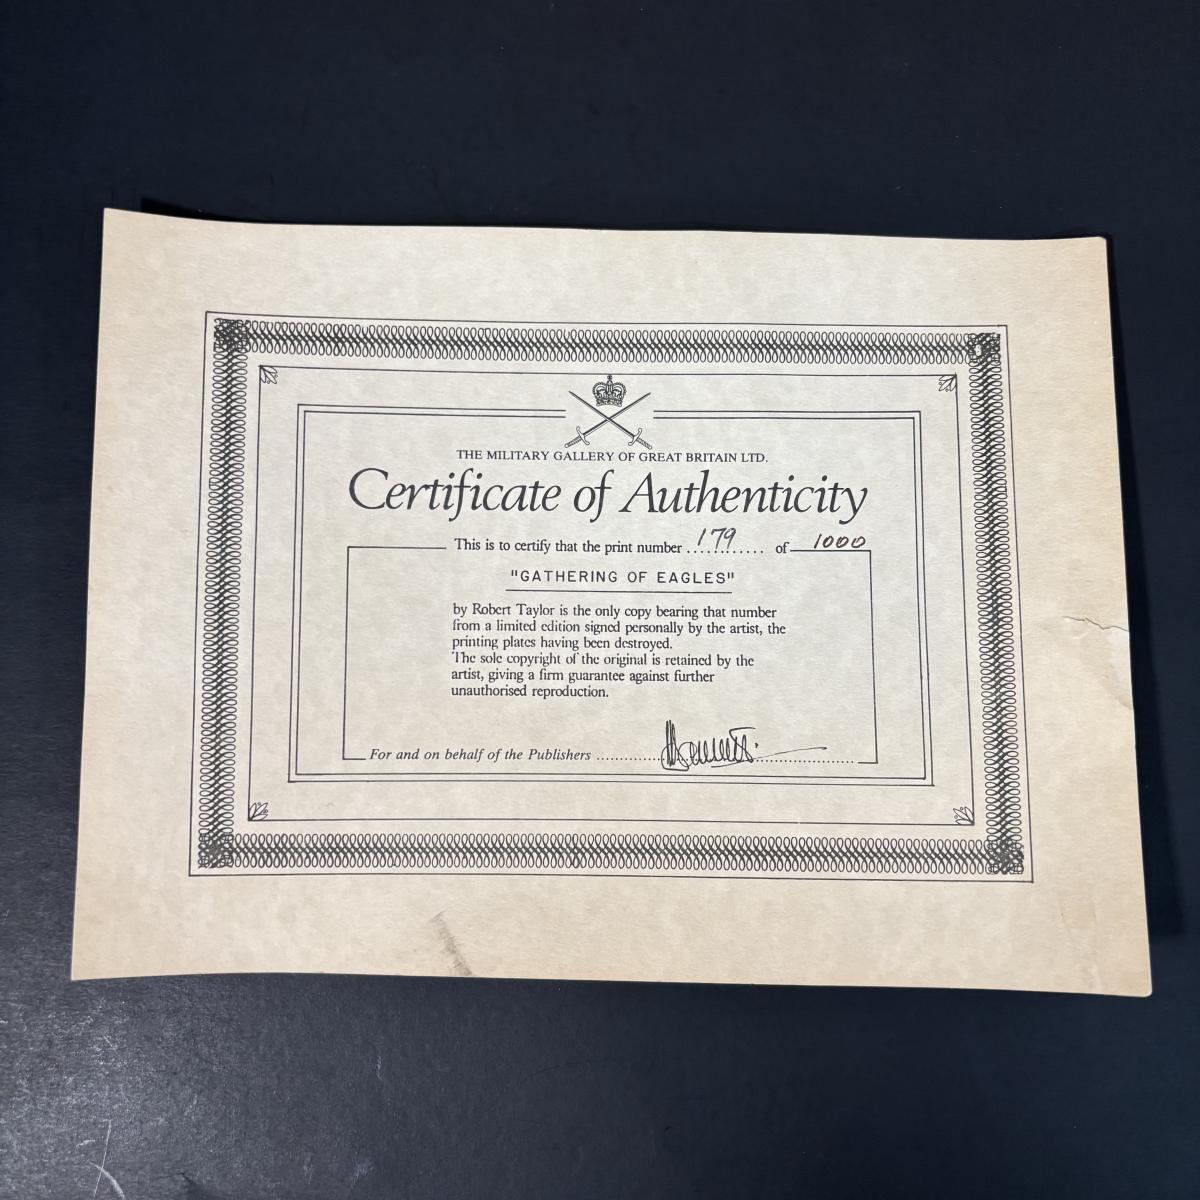 THE MILITARY GALLERY OF GREAT BRITAIN LTD.
Certificate of Authenticity
This is to certify that the print number ....179.... of 1000
"GATHERING OF EAGLES"
by Robert Taylor is the only copy bearing that number
from a limited edition signed personally by the artist, the
printing plates having been destroyed.
The sole copyright of the original is retained by the
artist, giving a firm guarantee against further
unauthorised reproduction.
For and on behalf of the Publishers